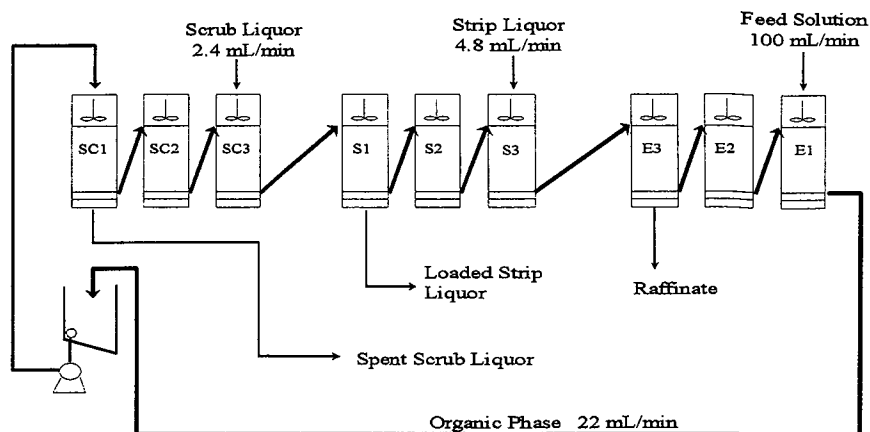 Scrub Liquor
2.4 mL/min
Strip Liquor
4.8 mL/min
Feed Solution
100 mL/min
SC1
SC2
SC3
S1
S2
S3
E3
E2
E1
Loaded Strip
Liquor
Raffinate
Spent Scrub Liquor
Organic Phase 22 mL/min